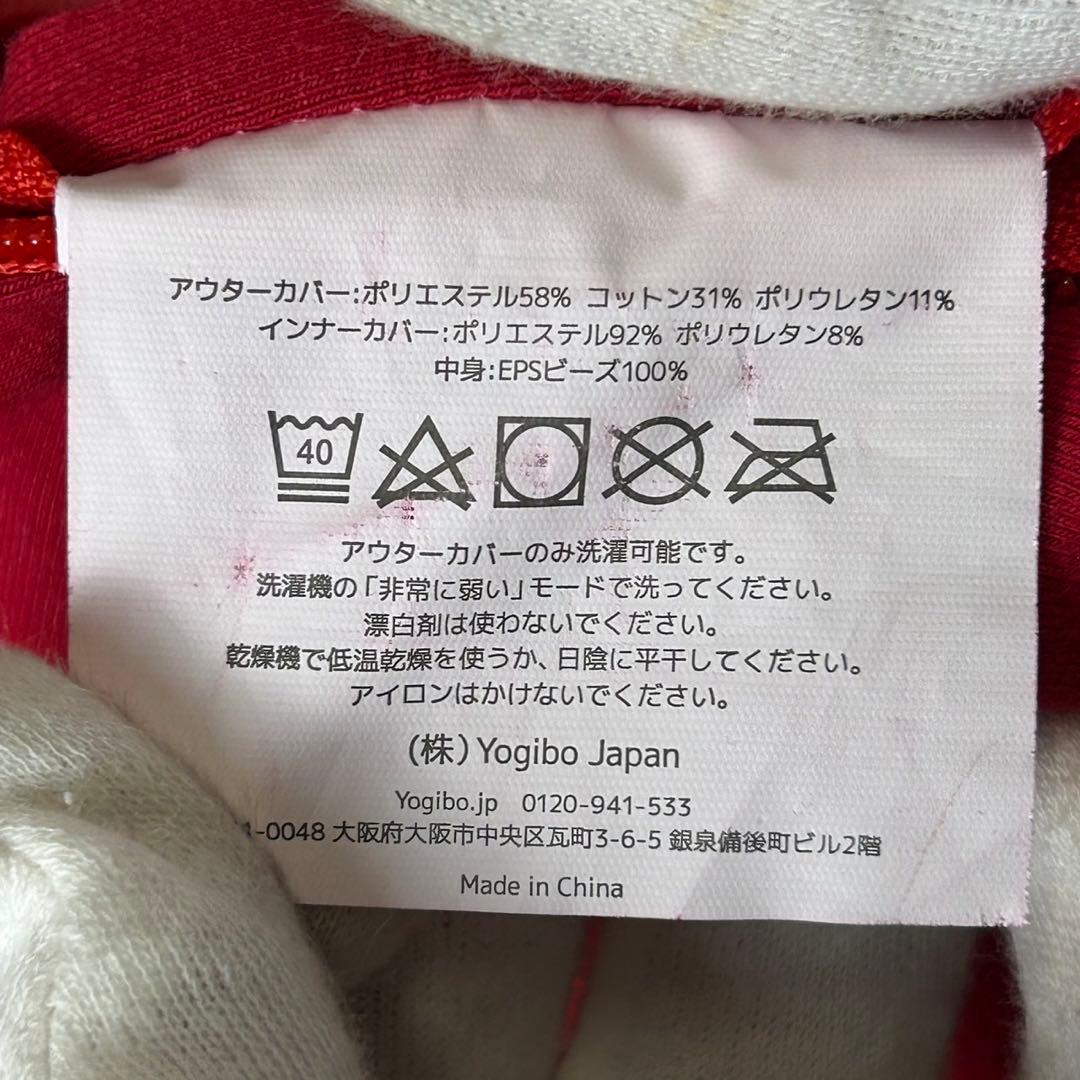 アウターカバー:ポリエステル58% コットン31% ポリウレタン11%
インナーカバー:ポリエステル92% ポリウレタン8%
中身:EPSビーズ100%
40
アウターカバーのみ洗濯可能です。
洗濯機の「非常に弱い」モードで洗ってください。
漂白剤は使わないでください。
乾燥機で低温乾燥を使うか、日陰に平干してください。
アイロンはかけないでください。
(株)Yogibo Japan
Yogibo.jp 0120-941-533
-0048 大阪府大阪市中央区瓦町3-6-5 銀泉備後町ビル2階
Made in China